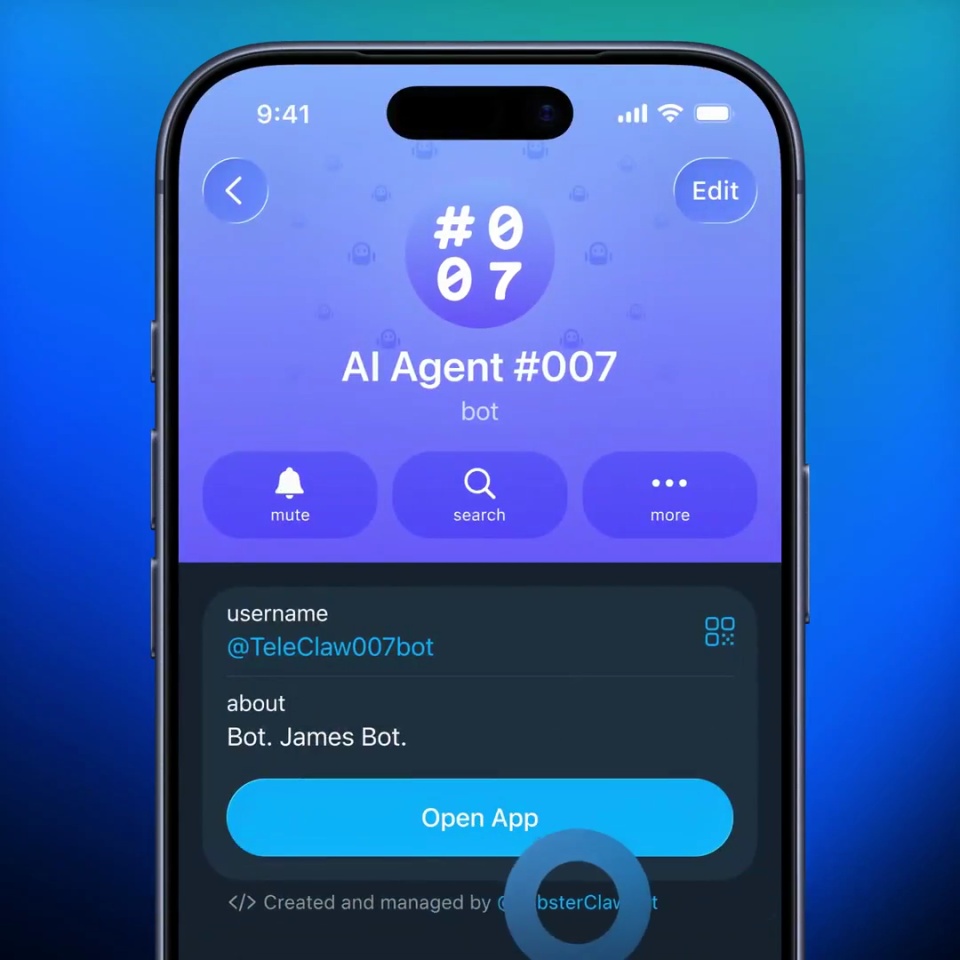 9:41
Edit
#0
07
AI Agent #007
bot
mute
search
more
username
@TeleClaw007bot
about
Bot. James Bot.
Open App
</> Created and managed by